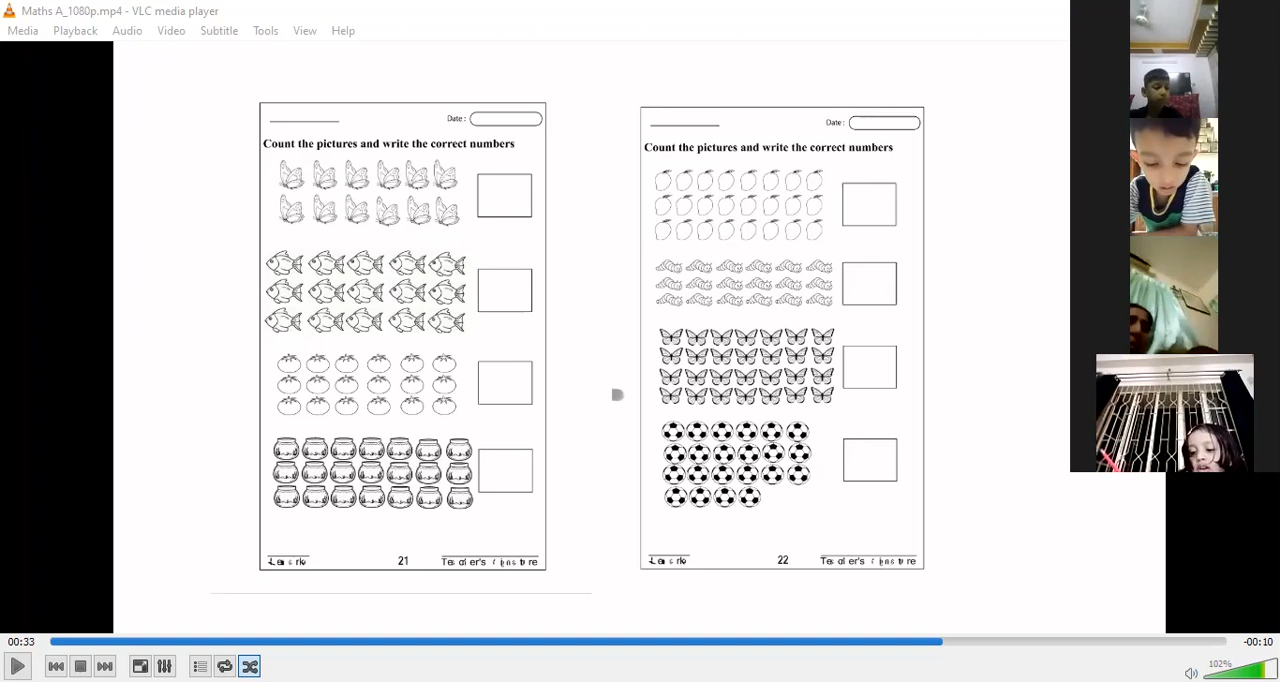 Maths A_1080p.mp4 - VLC media player
Media Playback Audio Video Subtitle Tools View Help
Date :
Count the pictures and write the correct numbers
21
Date :
Count the pictures and write the correct numbers
22
00:33
-00:10
102%